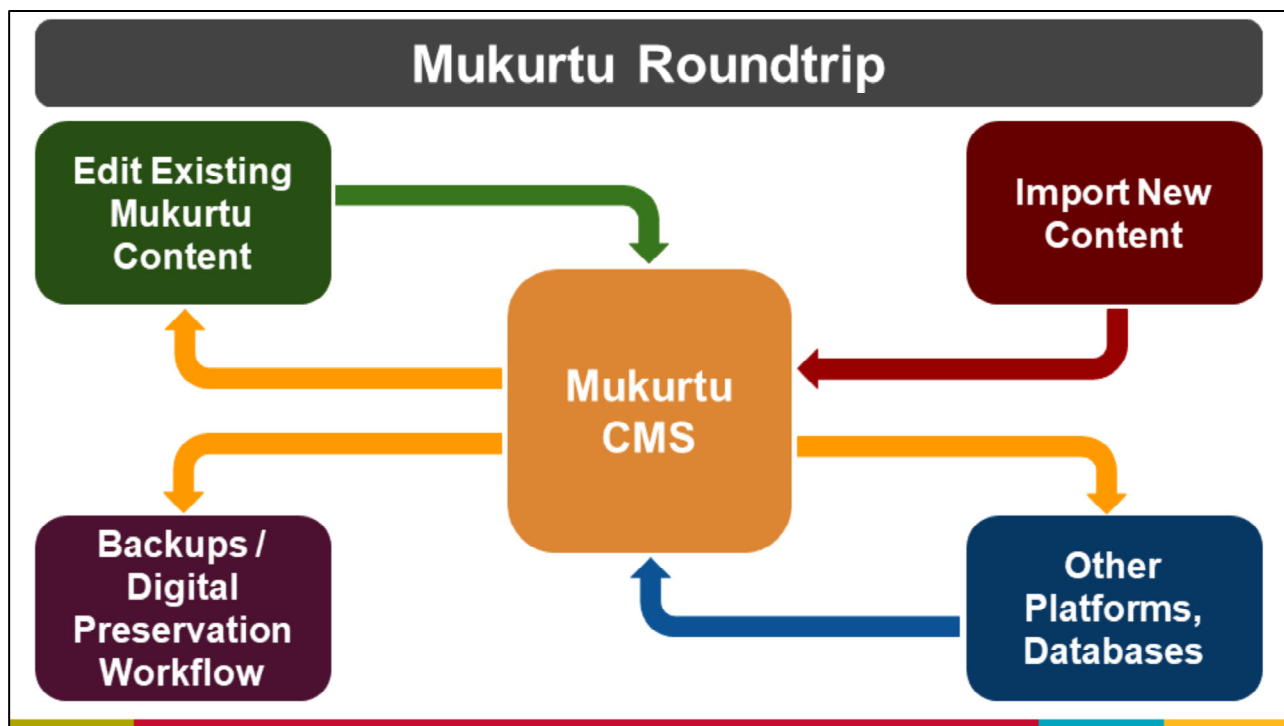 Mukurtu Roundtrip
Edit Existing
Mukurtu
Content
Import New
Content
Mukurtu
CMS
Backups /
Digital
Preservation
Workflow
Other
Platforms,
Databases